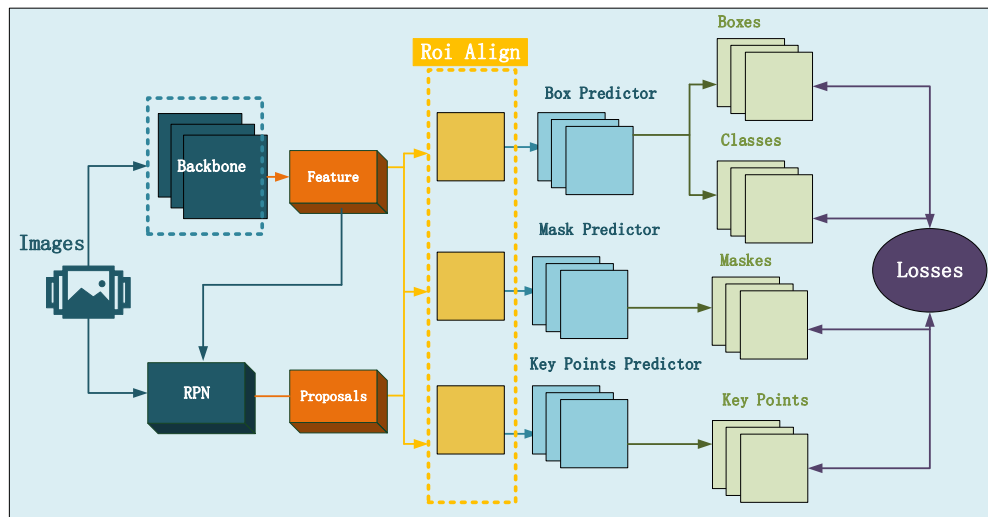 Boxes
Roi Align
Box Predictor
Classes
Backbone
Feature
Images
Mask Predictor
Maskes
Losses
Key Points Predictor
RPN
Proposals
Key Points